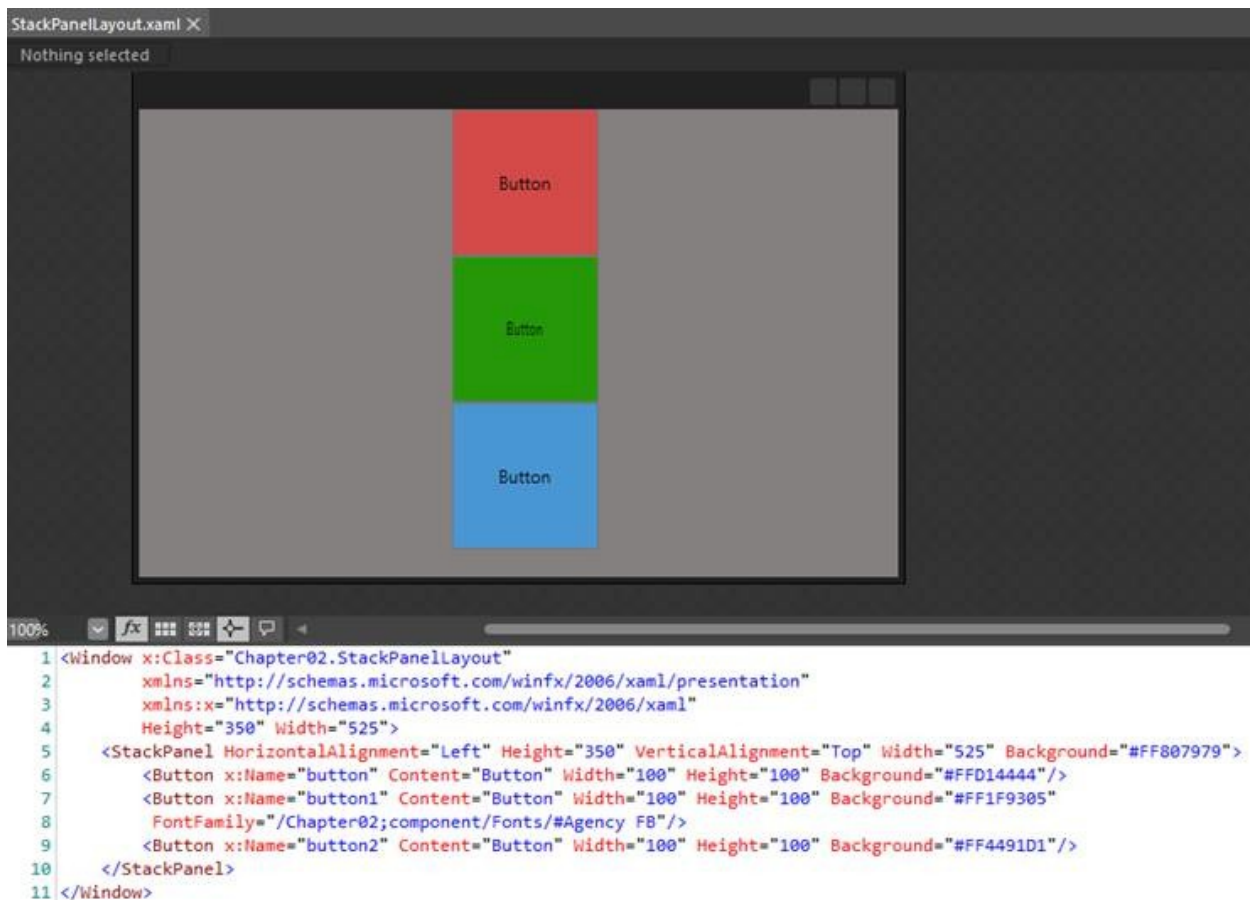 StackPanelLayout.xaml
Nothing selected
Button
Button
Button
100%
fx
1 <Window x:Class="Chapter02.StackPanelLayout"
2 xmlns="http://schemas.microsoft.com/winfx/2006/xaml/presentation"
3 xmlns:x="http://schemas.microsoft.com/winfx/2006/xaml"
4 Height="350" Width="525">
5 <StackPanel HorizontalAlignment="Left" Height="350" VerticalAlignment="Top" Width="525" Background="#FF807979">
6 <Button x:Name="button" Content="Button" Width="100" Height="100" Background="#FFD14444"/>
7 <Button x:Name="button1" Content="Button" Width="100" Height="100" Background="#FF1F9305"
8 FontFamily="/Chapter02;component/Fonts/#Agency FB"/>
9 <Button x:Name="button2" Content="Button" Width="100" Height="100" Background="#FF4491D1"/>
10 </StackPanel>
11 </Window>